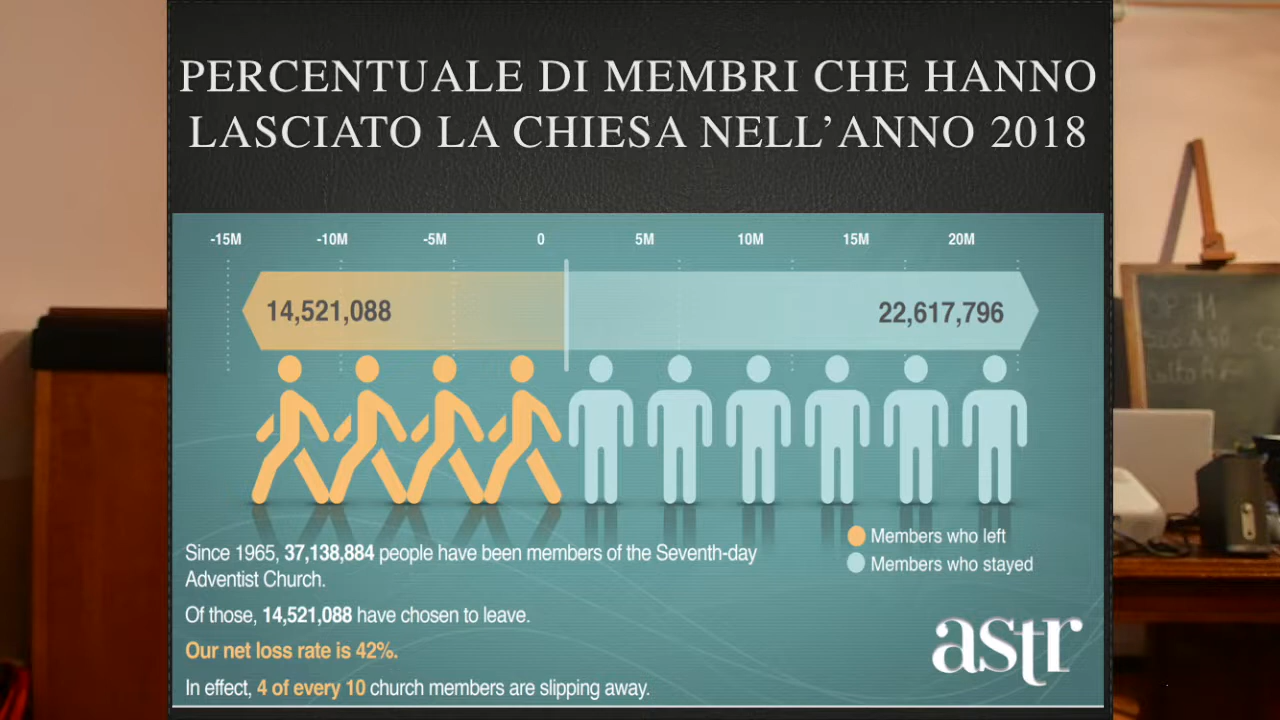 PERCENTUALE DI MEMBRI CHE HANNO
LASCIATO LA CHIESA NELL’ANNO 2018
-15M -10M -5M 0 5M 10M 15M 20M
14,521,088 22,617,796
Members who left
Members who stayed
Since 1965, 37,138,884 people have been members of the Seventh-day
Adventist Church.
Of those, 14,521,088 have chosen to leave.
Our net loss rate is 42%.
In effect, 4 of every 10 church members are slipping away.
astr